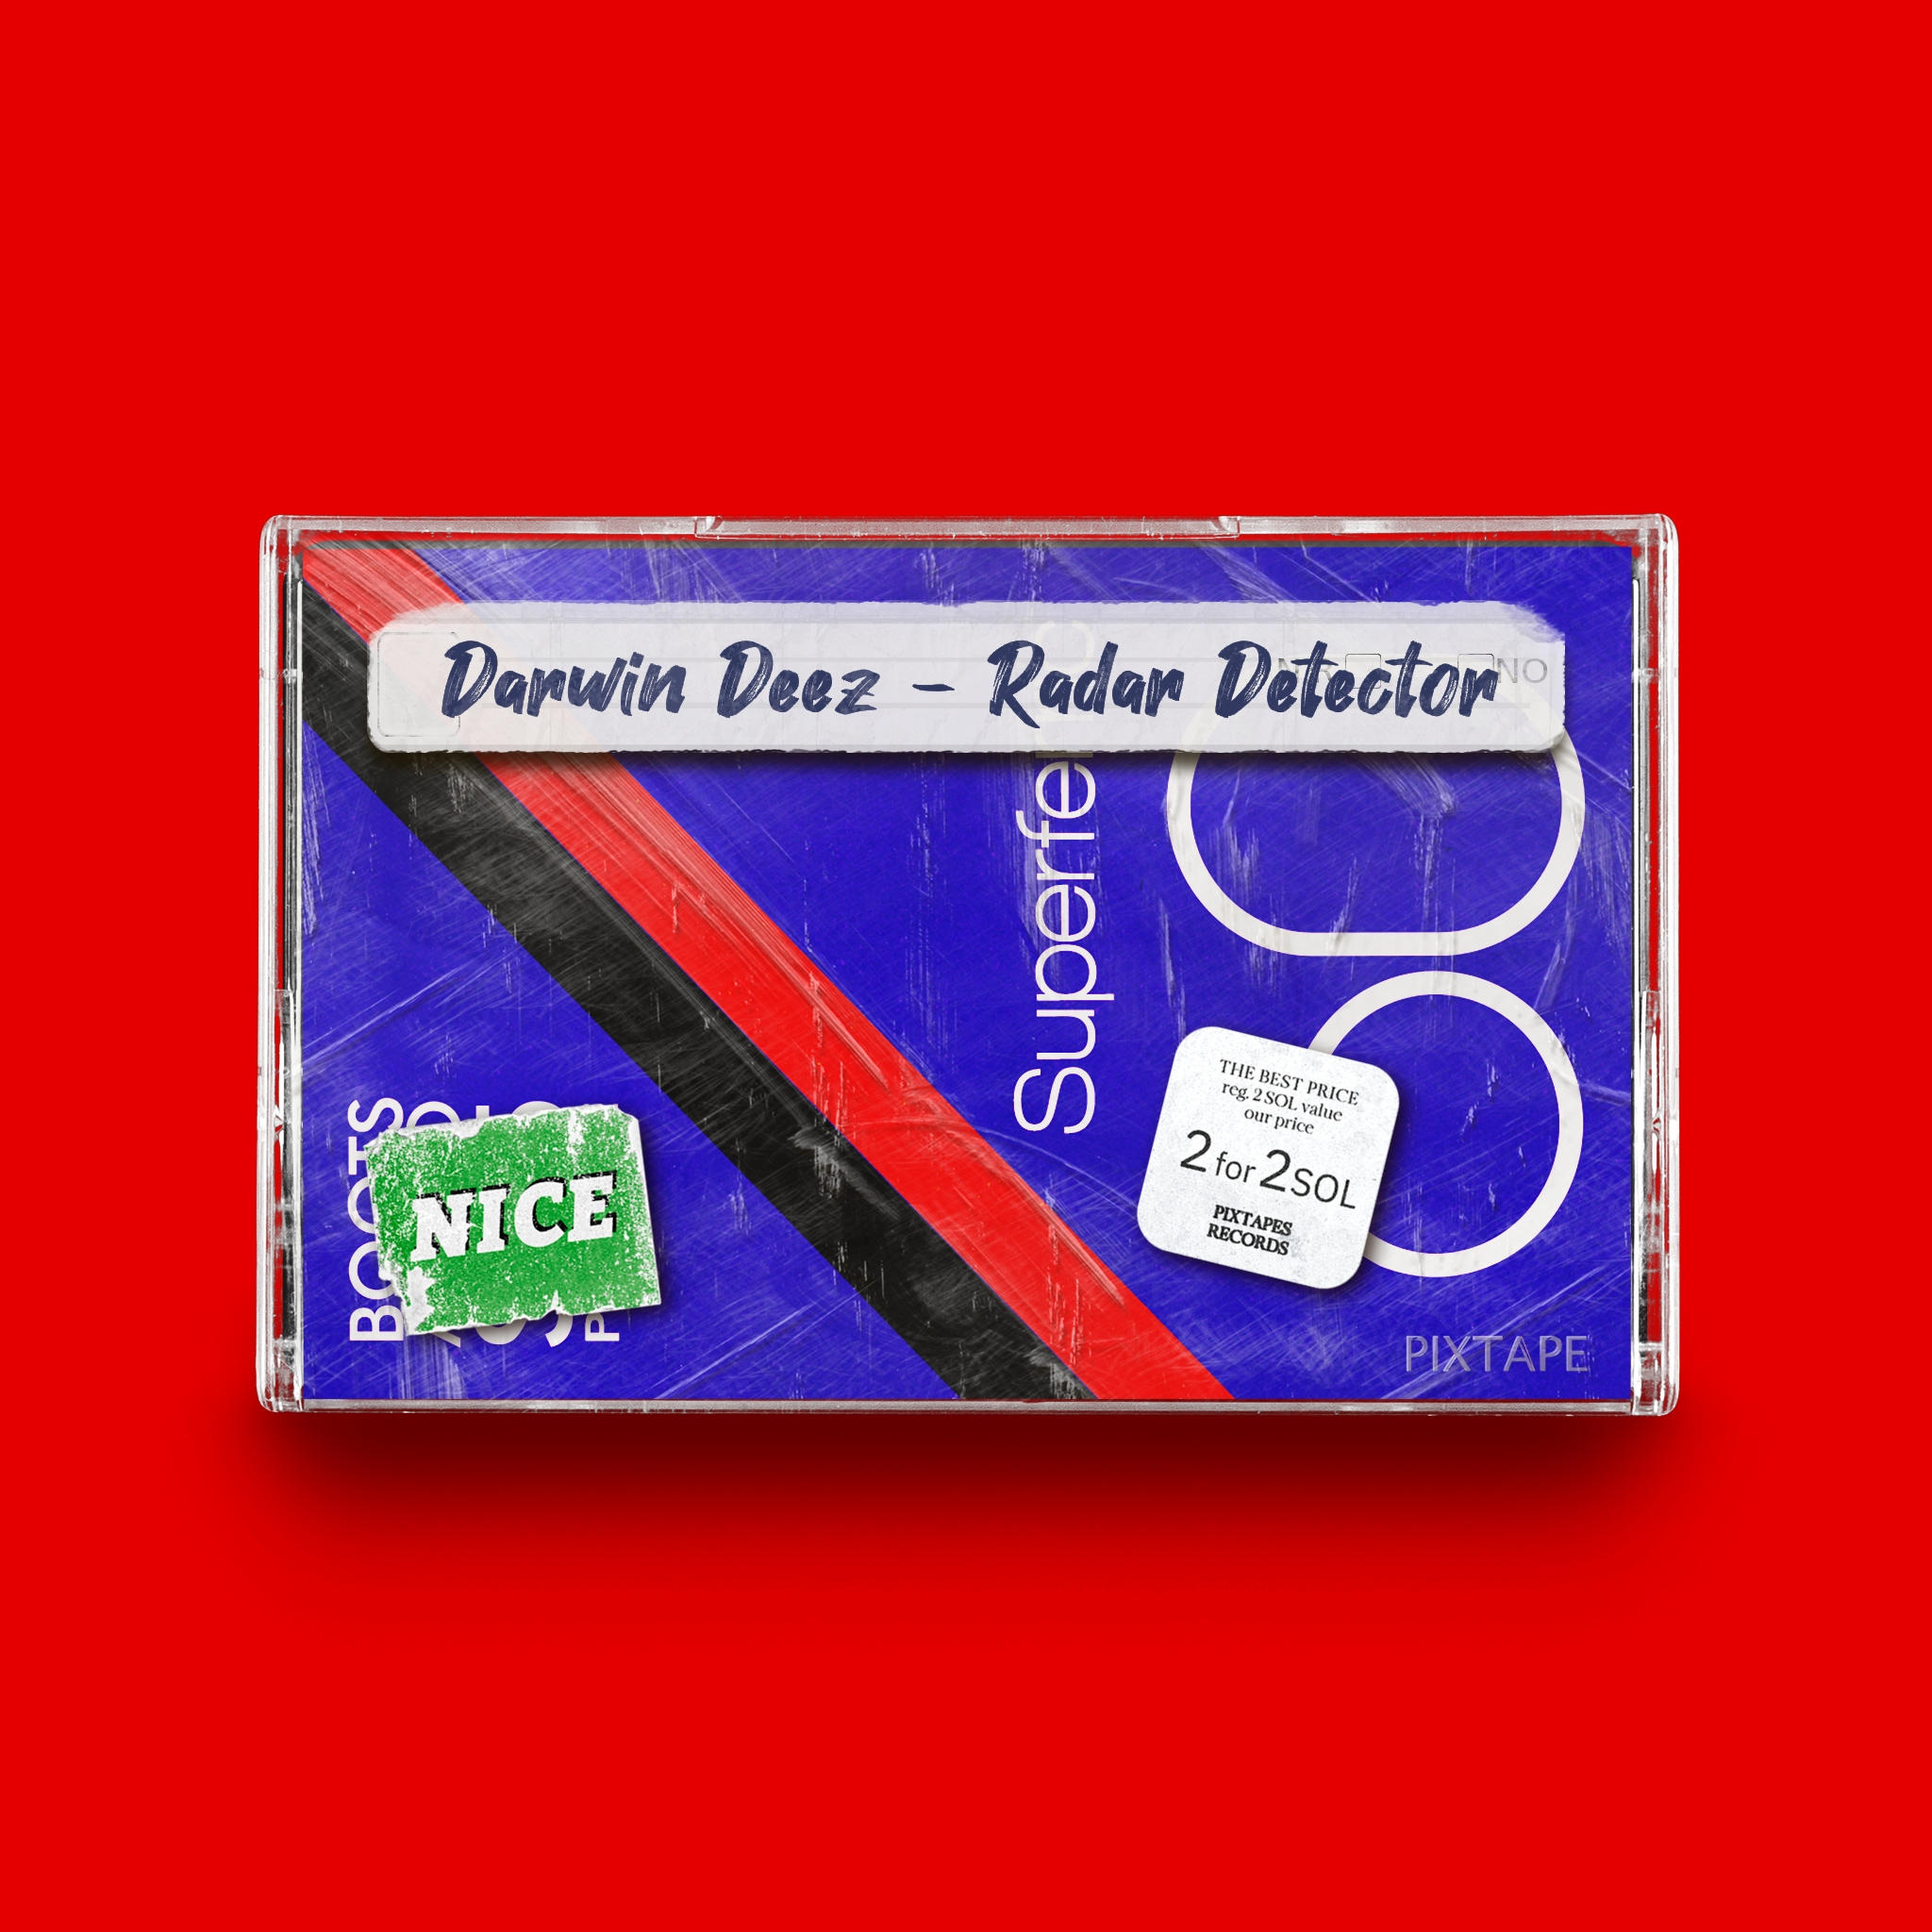 Darwin Deez – Radar Detector
NO
BOOTS
NICE
THE BEST PRICE
reg. 2 SOL value
our price
2 for 2 SOL
PIXTAPES
RECORDS
PIXTAPE